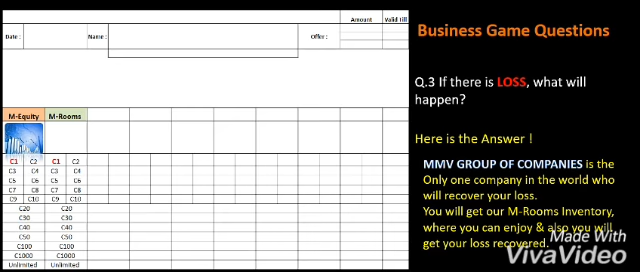 Amount Valid Till
Date : Name : Offer :
Business Game Questions
Q.3 If there is LOSS, what will
happen?
Here is the Answer !
MMV GROUP OF COMPANIES is the
Only one company in the world who
will recover your loss.
You will get our M-Rooms Inventory,
where you can enjoy & also you will
get your loss recovered.
M-Equity M-Rooms
C1 C2 C1 C2
C3 C4 C3 C4
C5 C6 C5 C6
C7 C8 C7 C8
C9 C10 C9 C10
C20 C20
C30 C30
C40 C40
C50 C50
C100 C100
C1000 C1000
Unlimited Unlimited
Made With
VivaVideo